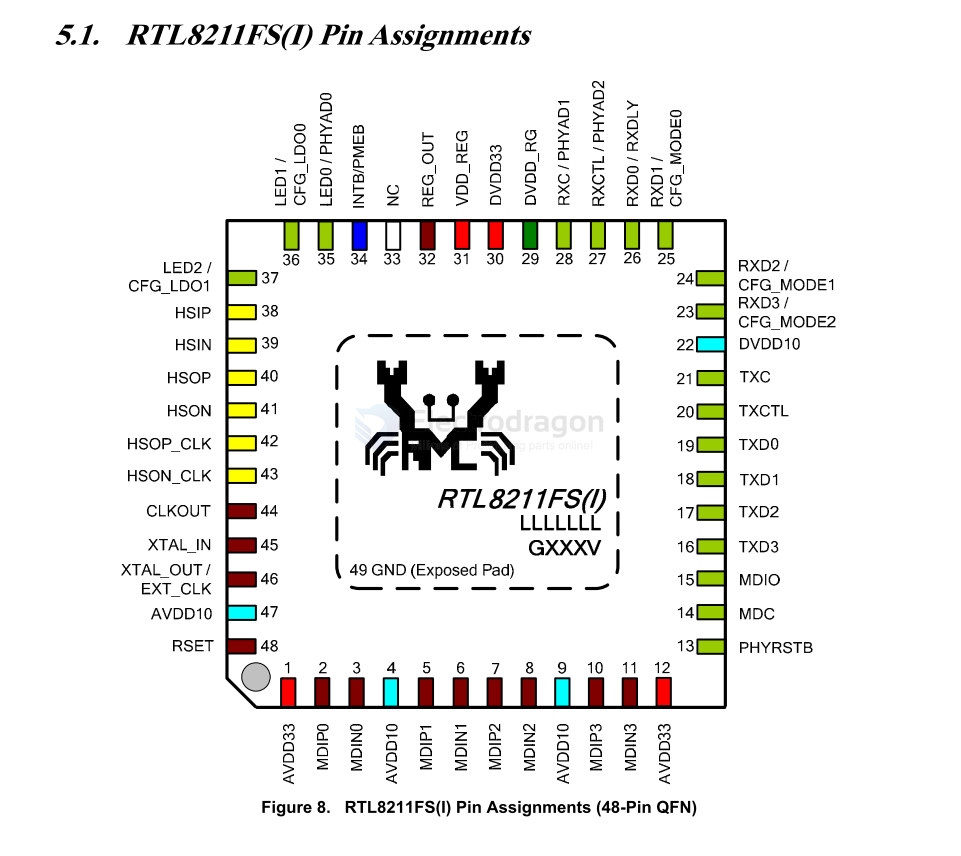 5.1. RTL8211FS(I) Pin Assignments
LED1 /
CFG_LDO0
LED0 / PHYAD0
INTB/PMEB
NC
REG_OUT
VDD_REG
DVDD33
DVDD_RG
RXC / PHYAD1
RXCTL / PHYAD2
RXD0 / RXDLY
RXD1 /
CFG_MODE0
36 35 34 33 32 31 30 29 28 27 26 25
LED2 /
CFG_LDO1
37
HSIP 38
HSIN 39
HSOP 40
HSON 41
HSOP_CLK 42
HSON_CLK 43
CLKOUT 44
XTAL_IN 45
XTAL_OUT /
EXT_CLK
46
AVDD10 47
RSET 48
24
RXD2 /
CFG_MODE1
23
RXD3 /
CFG_MODE2
22 DVDD10
21 TXC
20 TXCTL
19 TXD0
18 TXD1
17 TXD2
16 TXD3
15 MDIO
14 MDC
13 PHYRSTB
Electrodragon
RTL8211FS(I)
LLLLLLL
GXXXV
49 GND (Exposed Pad)
1 2 3 4 5 6 7 8 9 10 11 12
AVDD33
MDIP0
MDIN0
AVDD10
MDIP1
MDIN1
MDIP2
MDIN2
AVDD10
MDIP3
MDIN3
AVDD33
Figure 8. RTL8211FS(I) Pin Assignments (48-Pin QFN)